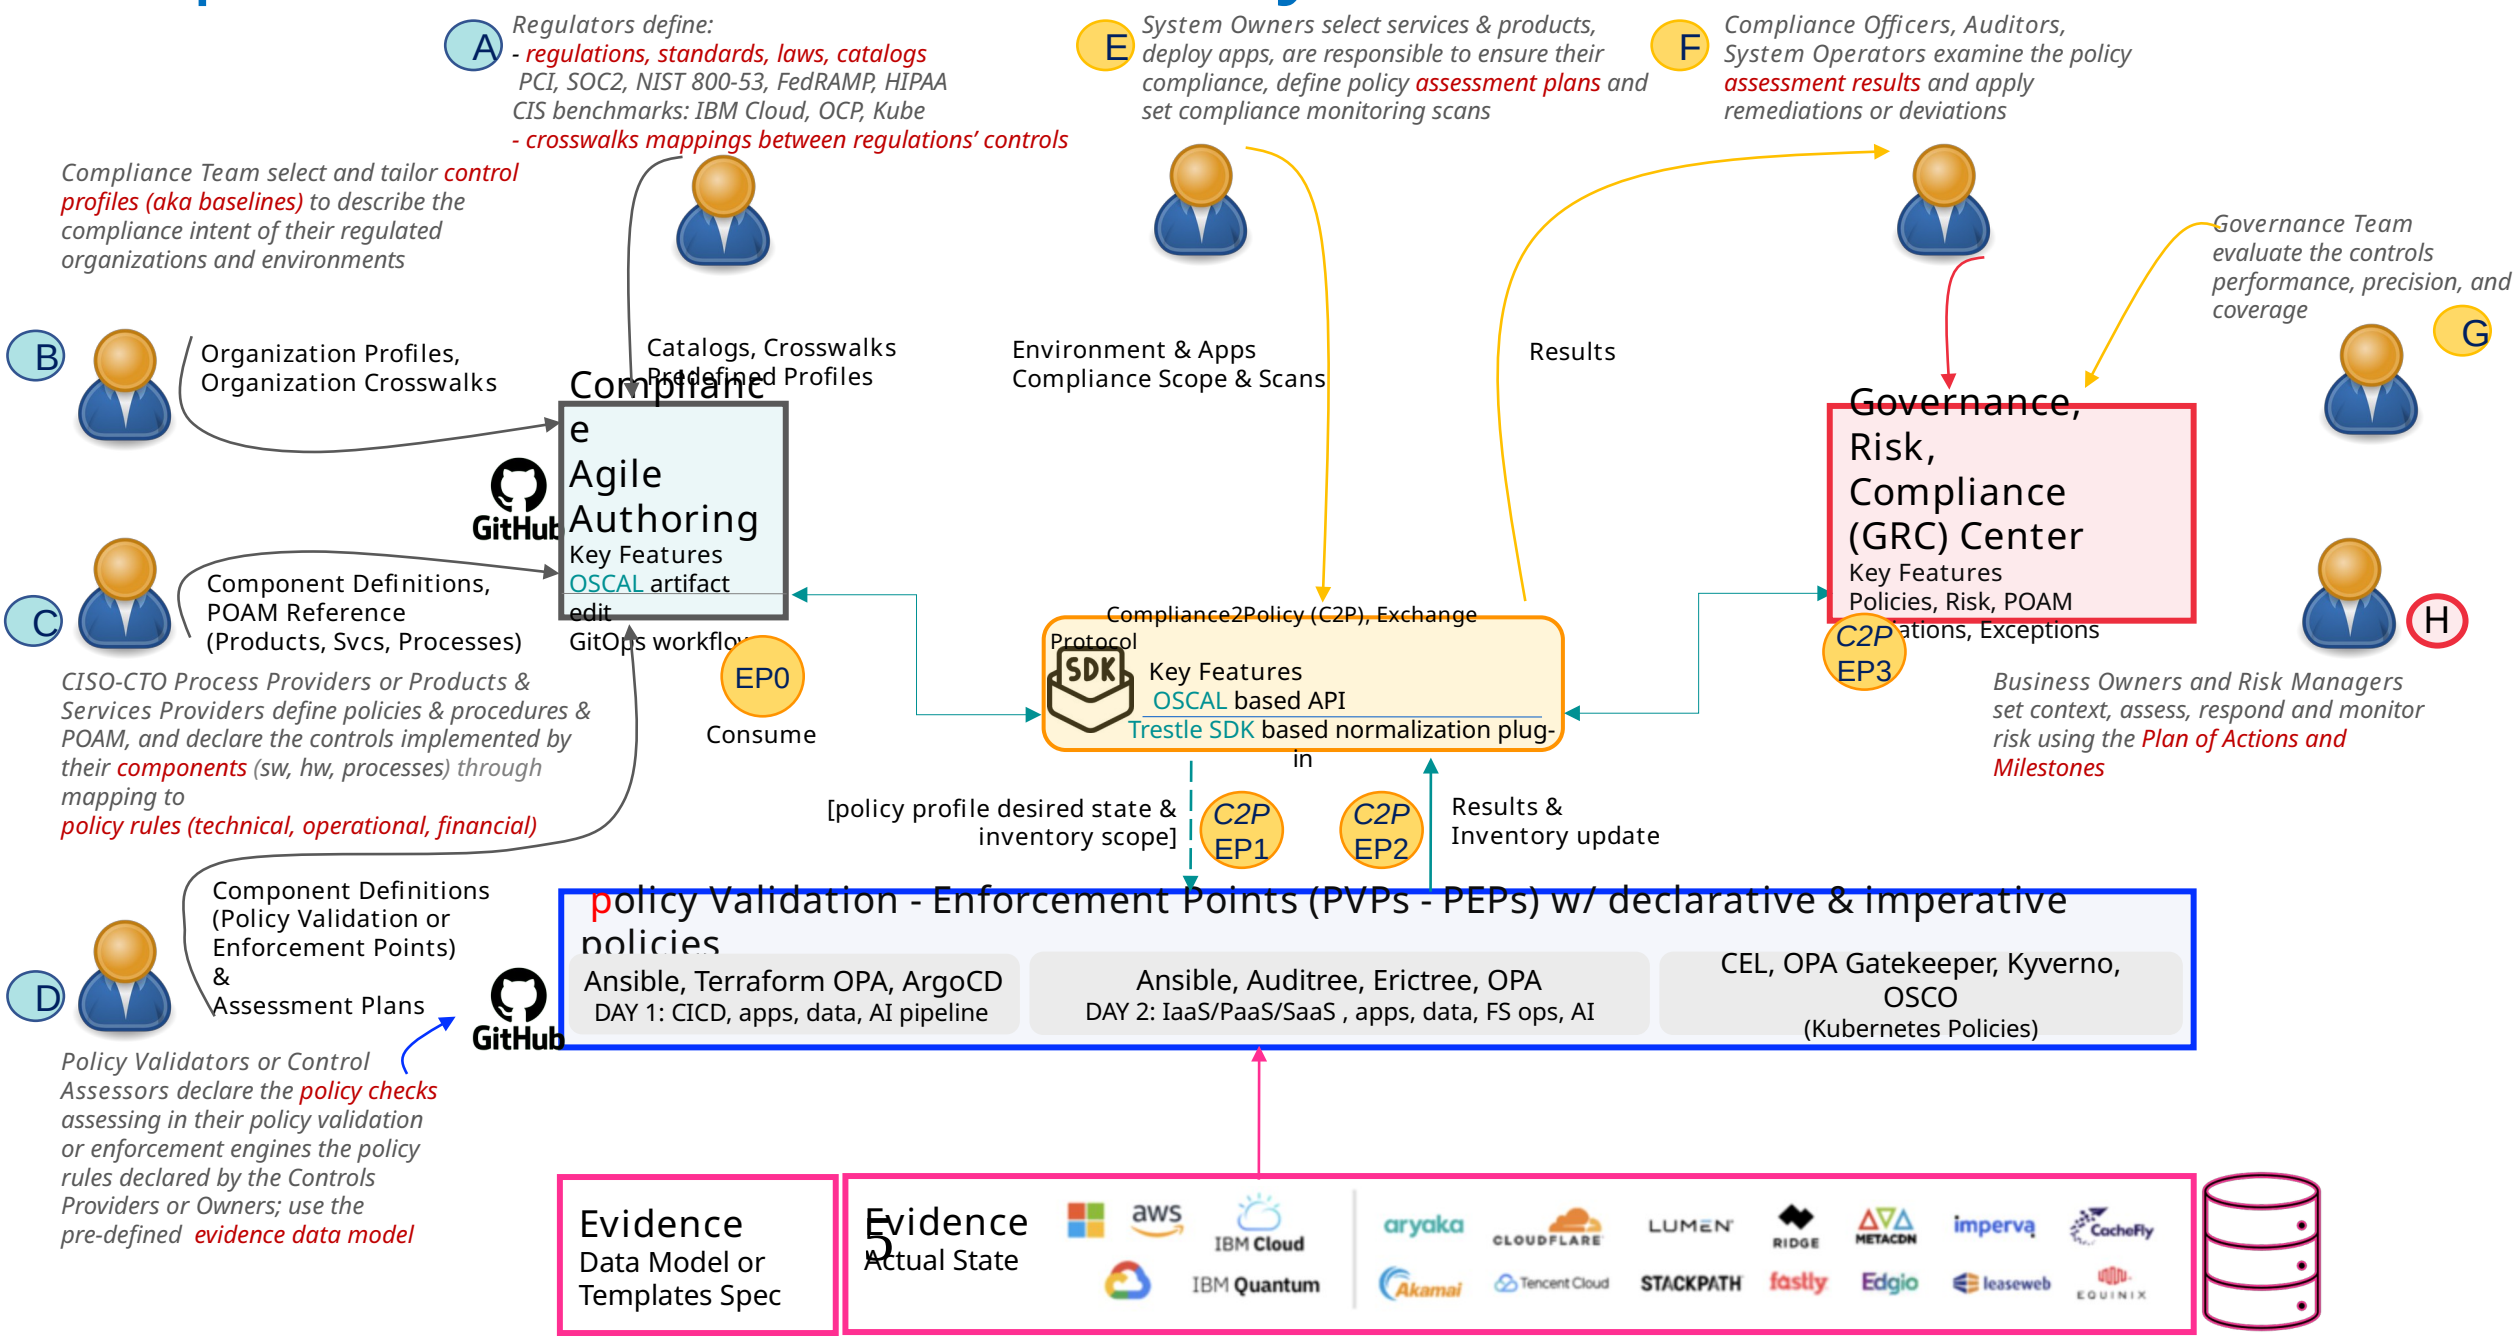 A
Regulators define:
- regulations, standards, laws, catalogs
PCI, SOC2, NIST 800-53, FedRAMP, HIPAA
CIS benchmarks: IBM Cloud, OCP, Kube
- crosswalks mappings between regulations’ controls
E
System Owners select services & products,
deploy apps, are responsible to ensure their
compliance, define policy assessment plans and
set compliance monitoring scans
F
Compliance Officers, Auditors,
System Operators examine the policy
assessment results and apply
remediations or deviations
Compliance Team select and tailor control
profiles (aka baselines) to describe the
compliance intent of their regulated
organizations and environments
Governance Team
evaluate the controls
performance, precision, and
coverage
G
B
Organization Profiles,
Organization Crosswalks
Catalogs, Crosswalks
Predefined Profiles
Environment & Apps
Compliance Scope & Scans
Results
Complianc
e
Agile
Authoring
Key Features
OSCAL artifact
edit
GitOps workflow
GitHub
Governance,
Risk,
Compliance
(GRC) Center
Key Features
Policies, Risk, POAM
ations, Exceptions
C2P
EP3
H
C
Component Definitions,
POAM Reference
(Products, Svcs, Processes)
CISO-CTO Process Providers or Products &
Services Providers define policies & procedures &
POAM, and declare the controls implemented by
their components (sw, hw, processes) through
mapping to
policy rules (technical, operational, financial)
EP0
Consume
Compliance2Policy (C2P), Exchange
Protocol
SDK
Key Features
OSCAL based API
Trestle SDK based normalization plug-
in
Business Owners and Risk Managers
set context, assess, respond and monitor
risk using the Plan of Actions and
Milestones
[policy profile desired state &
inventory scope]
C2P
EP1
C2P
EP2
Results &
Inventory update
D
Component Definitions
(Policy Validation or
Enforcement Points)
&
Assessment Plans
GitHub
policy Validation - Enforcement Points (PVPs - PEPs) w/ declarative & imperative
policies
Ansible, Terraform OPA, ArgoCD
DAY 1: CICD, apps, data, AI pipeline
Ansible, Auditree, Erictree, OPA
DAY 2: IaaS/PaaS/SaaS , apps, data, FS ops, AI
CEL, OPA Gatekeeper, Kyverno,
OSCO
(Kubernetes Policies)
Policy Validators or Control
Assessors declare the policy checks
assessing in their policy validation
or enforcement engines the policy
rules declared by the Controls
Providers or Owners; use the
pre-defined evidence data model
Evidence
Data Model or
Templates Spec
Evidence
5
Actual State
aws
IBM Cloud
IBM Quantum
aryaka
CLOUDFLARE
LUMEN
RIDGE
METACDN
imperva
CacheFly
Akamai
Tencent Cloud
STACKPATH
fastly
Edgio
leaseweb
EQUINIX